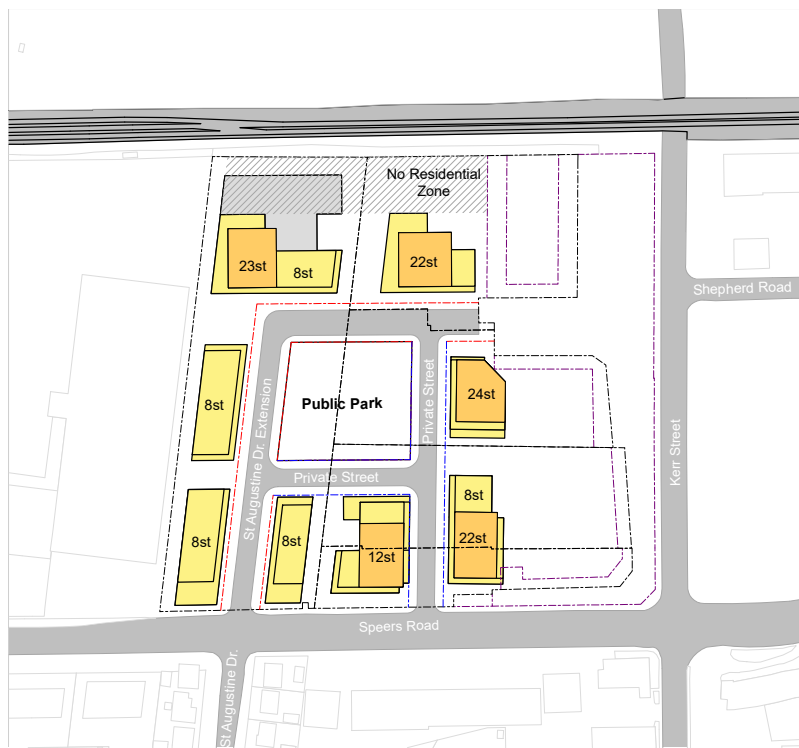 No Residential
Zone
23st
8st
22st
Shepherd Road
8st
Public Park
24st
Private Street
St Augustine Dr. Extension
Kerr Street
Private Street
8st
8st
8st
12st
22st
Speers Road
St Augustine Dr.